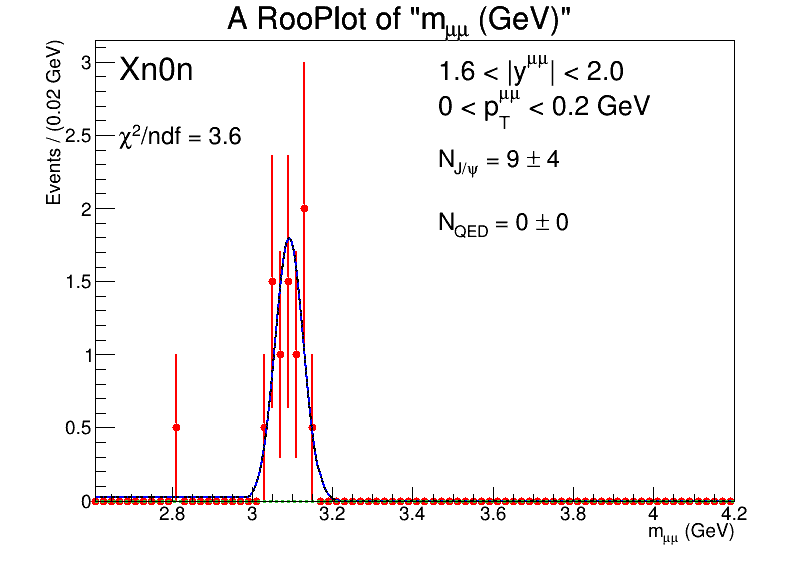 A RooPlot of "m_μμ (GeV)"
Xn0n
1.6 < |y^μμ| < 2.0
0 < p_T^μμ < 0.2 GeV
χ²/ndf = 3.6
N_J/ψ = 9 ± 4
N_QED = 0 ± 0
Events / (0.02 GeV)
3
2.5
2
1.5
1
0.5
0
2.8 3 3.2 3.4 3.6 3.8 4 4.2
m_μμ (GeV)